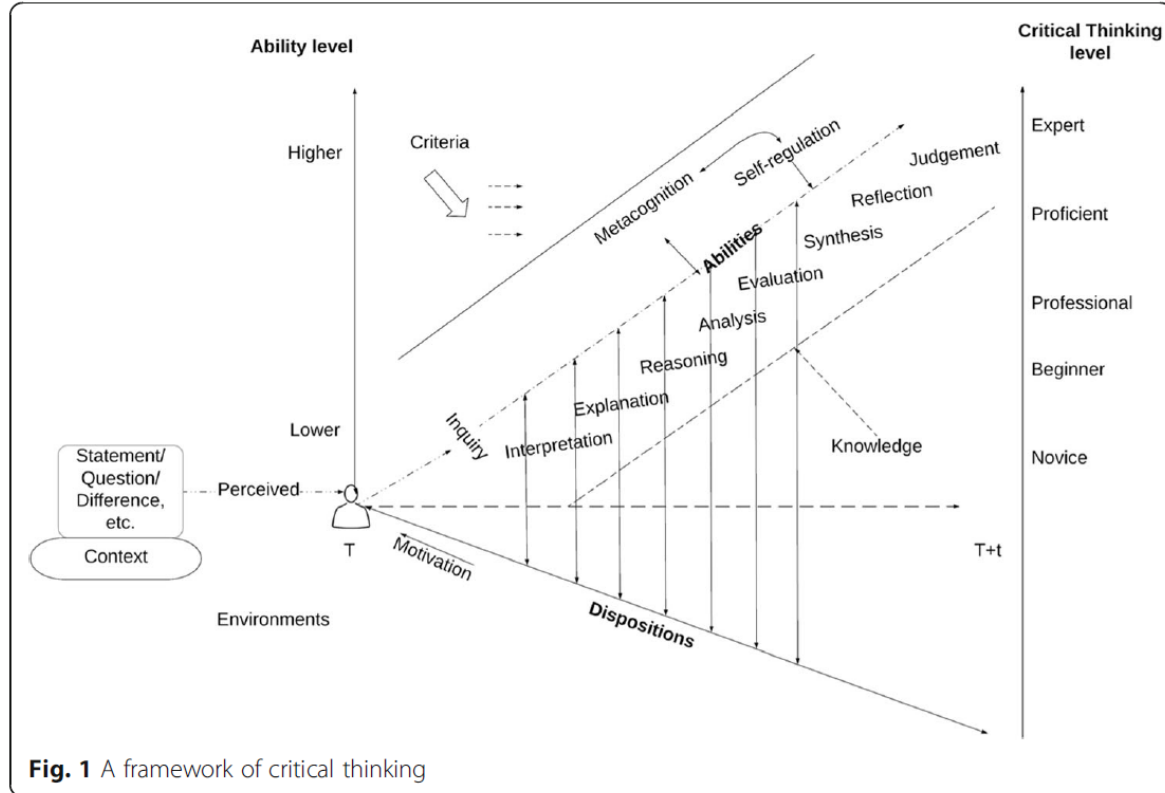 Ability level
Critical Thinking
level
Higher
Criteria
Expert
Self-regulation
Judgement
Metacognition
Reflection
Proficient
Abilities
Synthesis
Evaluation
Professional
Analysis
Reasoning
Beginner
Explanation
Lower
Inquiry
Interpretation
Knowledge
Novice
Statement/
Question/
Difference,
etc.
Perceived
Context
T
T+t
Motivation
Environments
Dispositions
Fig. 1 A framework of critical thinking